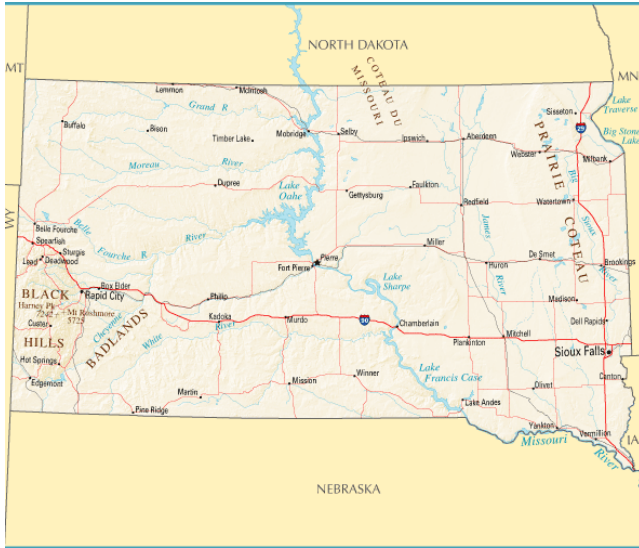 NORTH DAKOTA
MT
MN
COTEAU DU
MISSOURI
Lemmon
McIntosh
Grand R
Lake
Traverse
Sisseton
Buffalo
Bison
Timber Lake
Mobridge
Selby
Ipswich
Aberdeen
29
Big Stone
Lake
Webster
Milbank
Moreau
River
PRAIRIE COTEAU
Big
Sioux
River
Dupree
Lake
Oahe
Gettysburg
Faulkton
Redfield
Watertown
WY
James
River
Belle Fourche
Belle
Fourche R
River
Spearfish
Sturgis
Lead
Deadwood
Miller
Pierre
Fort Pierre
Huron
De Smet
Brookings
Lake
Sharpe
Box Elder
Rapid City
BLACK
HILLS
Harney Pk
7242
Mt Rushmore
5725
Philip
Madison
Custer
Cheyenne
BADLANDS
Kadoka
River
White
Murdo
90
Chamberlain
Dell Rapids
Plankinton
Mitchell
Sioux Falls
Hot Springs
Edgemont
Lake
Francis Case
Winner
Mission
Martin
Canton
Olivet
Lake Andes
Pine Ridge
Yankton
Vermillion
Missouri
River
IA
NEBRASKA